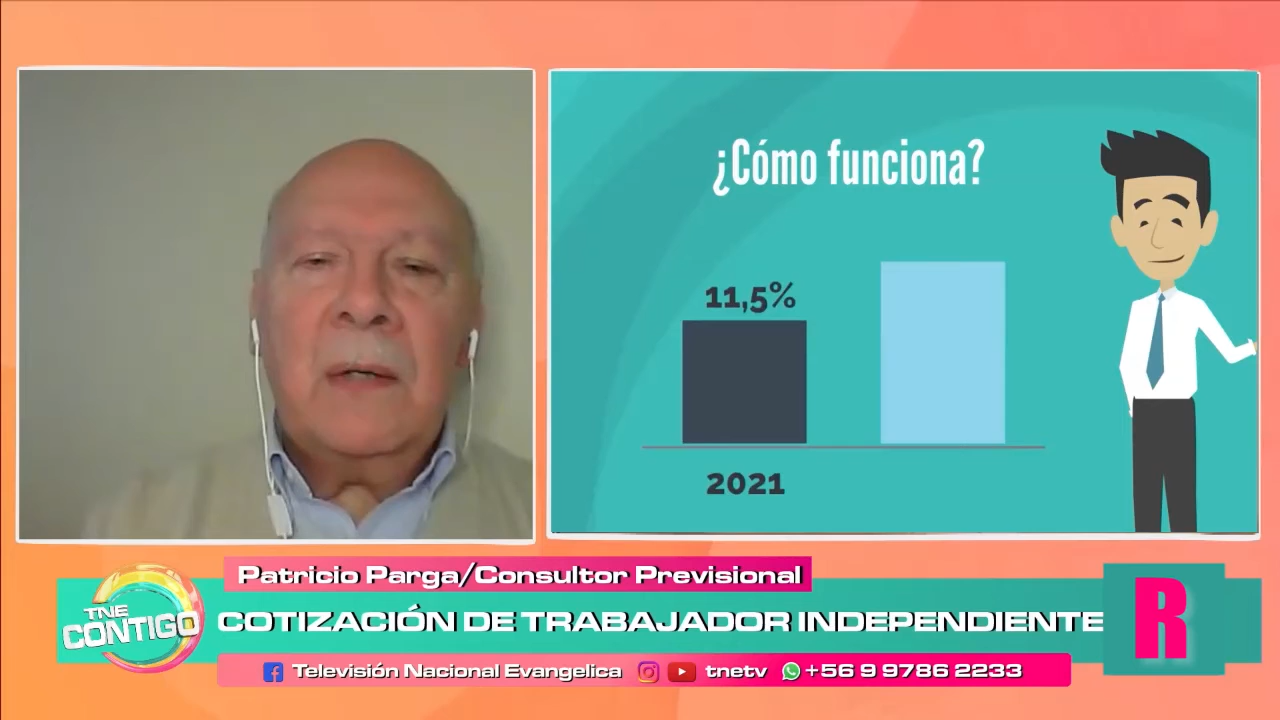 ¿Cómo funciona?
11,5%
2021
Patricio Parga/Consultor Previsional
TNE
CONTIGO
COTIZACIÓN DE TRABAJADOR INDEPENDIENTE
R
Televisión Nacional Evangelica tnetv +56 9 9786 2233